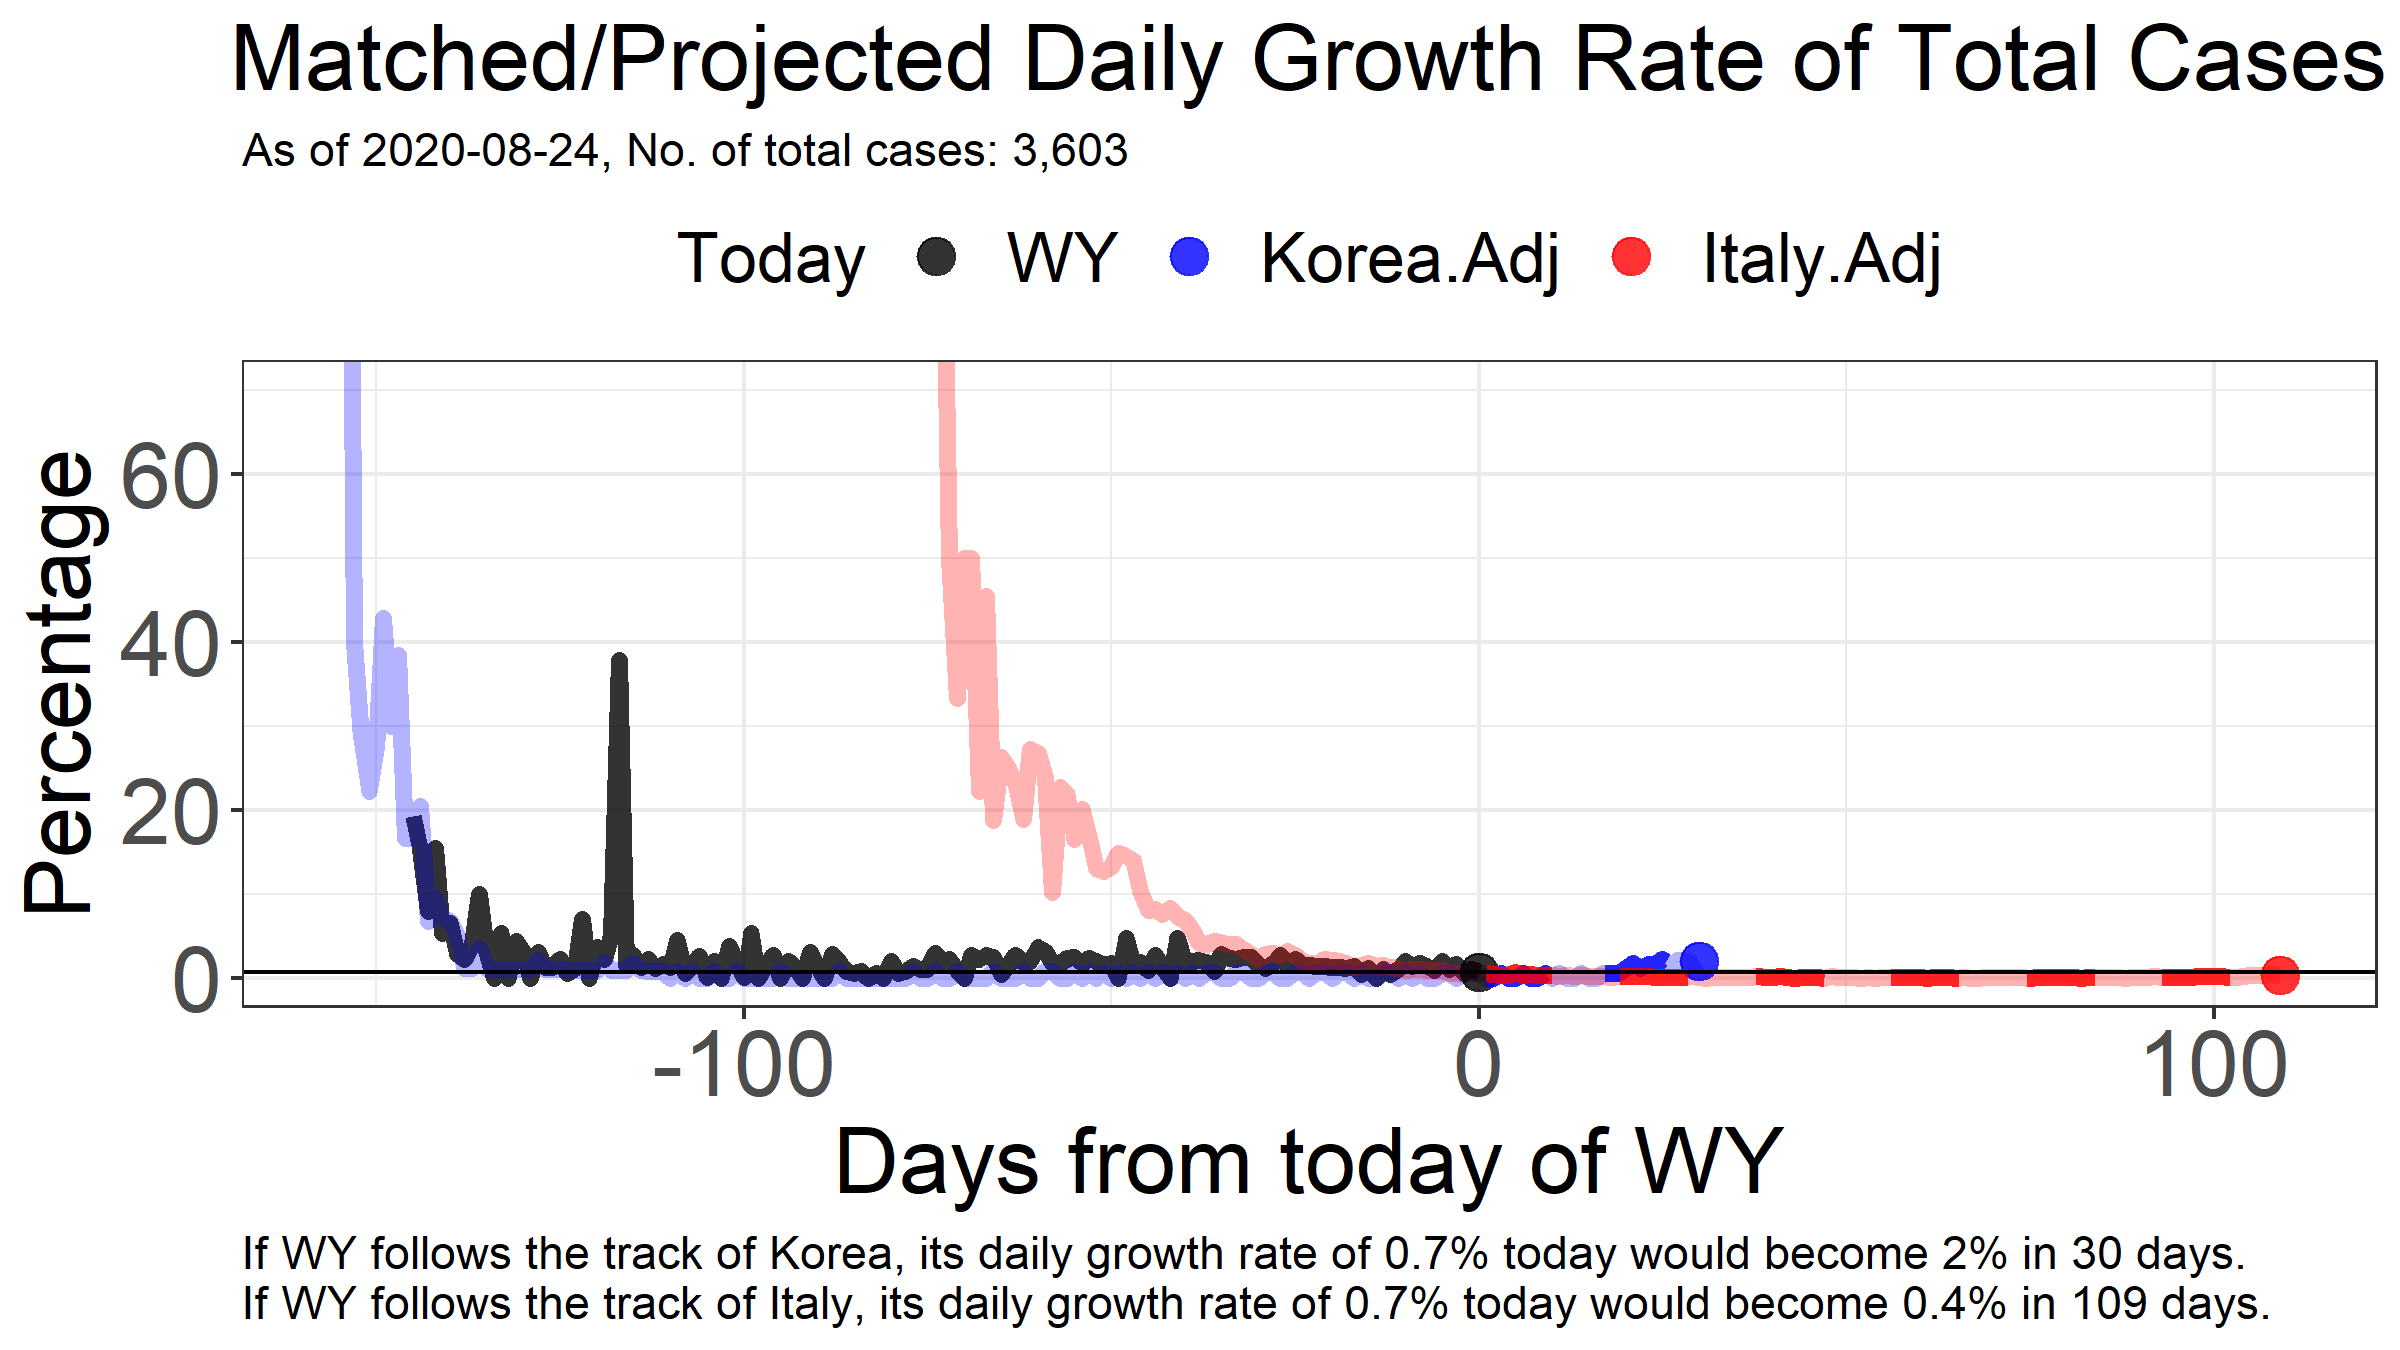 Matched/Projected Daily Growth Rate of Total Cases
As of 2020-08-24, No. of total cases: 3,603
Today WY Korea.Adj Italy.Adj
Percentage
60
40
20
0
-100 0 100
Days from today of WY
If WY follows the track of Korea, its daily growth rate of 0.7% today would become 2% in 30 days.
If WY follows the track of Italy, its daily growth rate of 0.7% today would become 0.4% in 109 days.